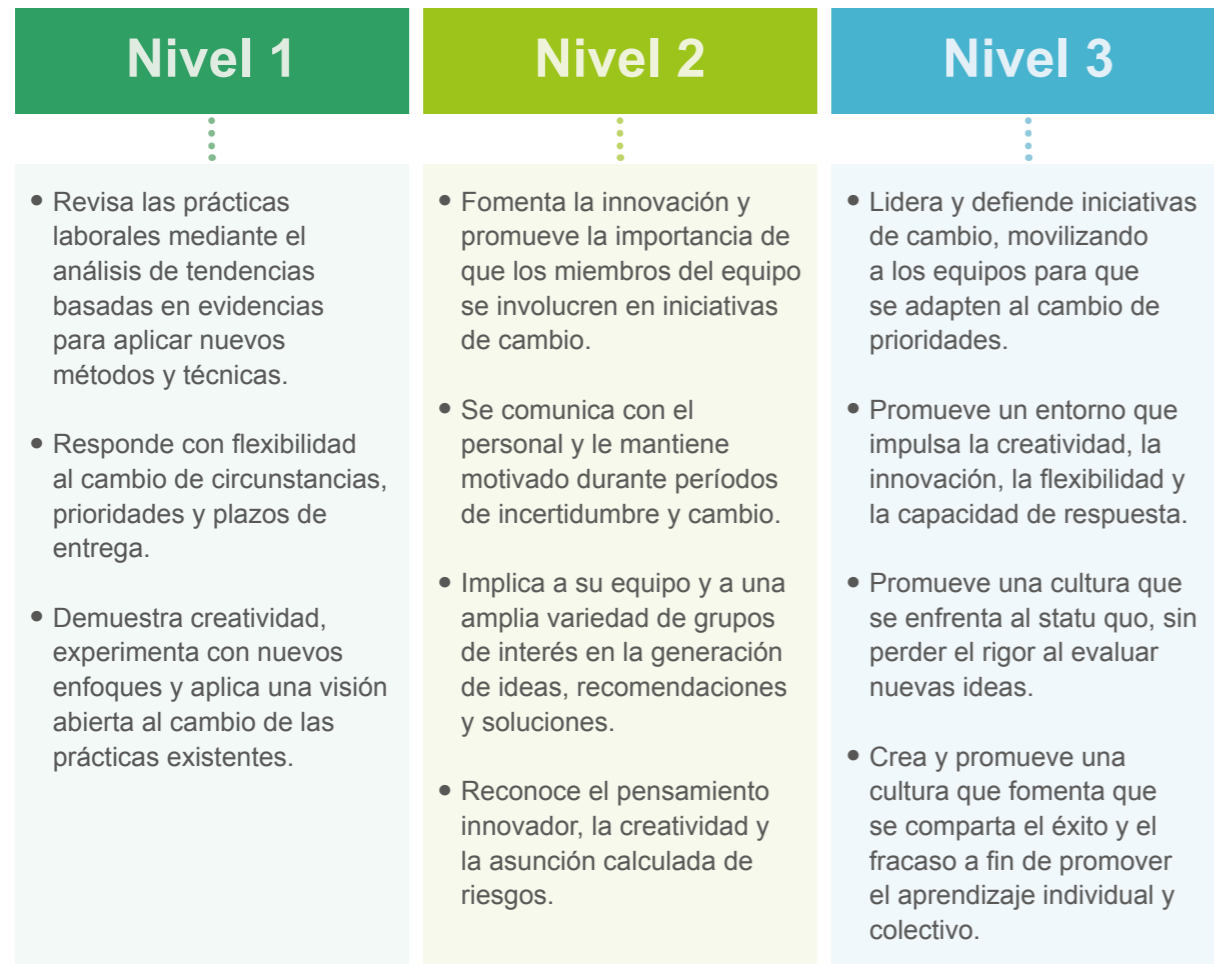 Nivel 1
• Revisa las prácticas
laborales mediante el
análisis de tendencias
basadas en evidencias
para aplicar nuevos
métodos y técnicas.
• Responde con flexibilidad
al cambio de circunstancias,
prioridades y plazos de
entrega.
• Demuestra creatividad,
experimenta con nuevos
enfoques y aplica una visión
abierta al cambio de las
prácticas existentes.
Nivel 2
• Fomenta la innovación y
promueve la importancia de
que los miembros del equipo
se involucren en iniciativas
de cambio.
• Se comunica con el
personal y le mantiene
motivado durante períodos
de incertidumbre y cambio.
• Implica a su equipo y a una
amplia variedad de grupos
de interés en la generación
de ideas, recomendaciones
y soluciones.
• Reconoce el pensamiento
innovador, la creatividad y
la asunción calculada de
riesgos.
Nivel 3
• Lidera y defiende iniciativas
de cambio, movilizando
a los equipos para que
se adapten al cambio de
prioridades.
• Promueve un entorno que
impulsa la creatividad, la
innovación, la flexibilidad y
la capacidad de respuesta.
• Promueve una cultura que
se enfrenta al statu quo, sin
perder el rigor al evaluar
nuevas ideas.
• Crea y promueve una
cultura que fomenta que
se comparta el éxito y el
fracaso a fin de promover
el aprendizaje individual y
colectivo.